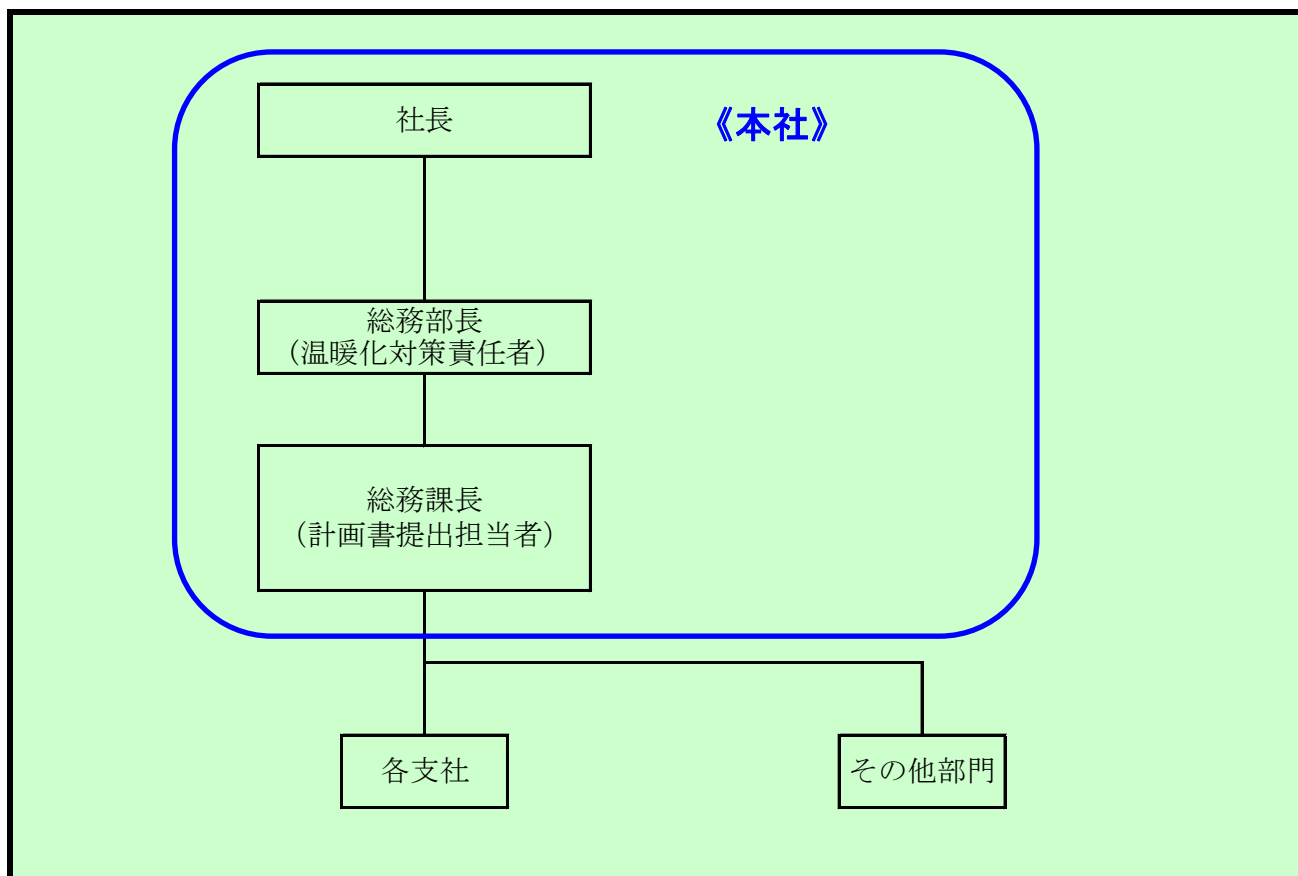 社長
《本社》
総務部長
（温暖化対策責任者）
総務課長
（計画書提出担当者）
各支社
その他部門